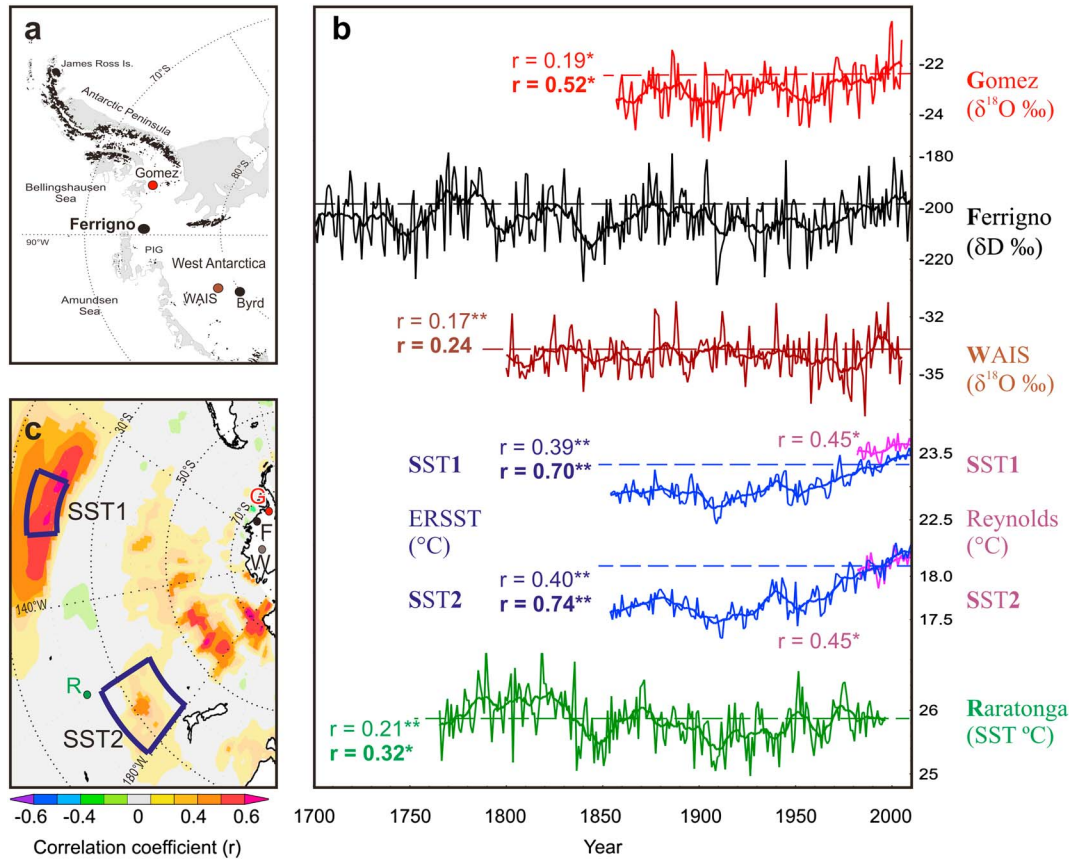 a
James Ross Is.
70°S
Antarctic Peninsula
80°S
Gomez
Bellingshausen
Sea
Ferrigno
90°W
PIG
West Antarctica
WAIS
Byrd
Amundsen
Sea
b
r = 0.19*
r = 0.52*
-22
-24
Gomez
(δ¹⁸O ‰)
-180
-200
-220
Ferrigno
(δD ‰)
r = 0.17**
r = 0.24
-32
-35
WAIS
(δ¹⁸O ‰)
SST1
r = 0.39**
r = 0.70**
r = 0.45*
23.5
22.5
SST1
ERSST
(°C)
Reynolds
(°C)
SST2
r = 0.40**
r = 0.74**
r = 0.45*
18.0
17.5
SST2
r = 0.21**
r = 0.32*
26
25
Raratonga
(SST ºC)
1700
1750
1800
1850
1900
1950
2000
Year
c
30°S
50°S
70°S
SST1
G
F
W
140°W
R
SST2
180°W
-0.6
-0.4
0
0.4
0.6
Correlation coefficient (r)